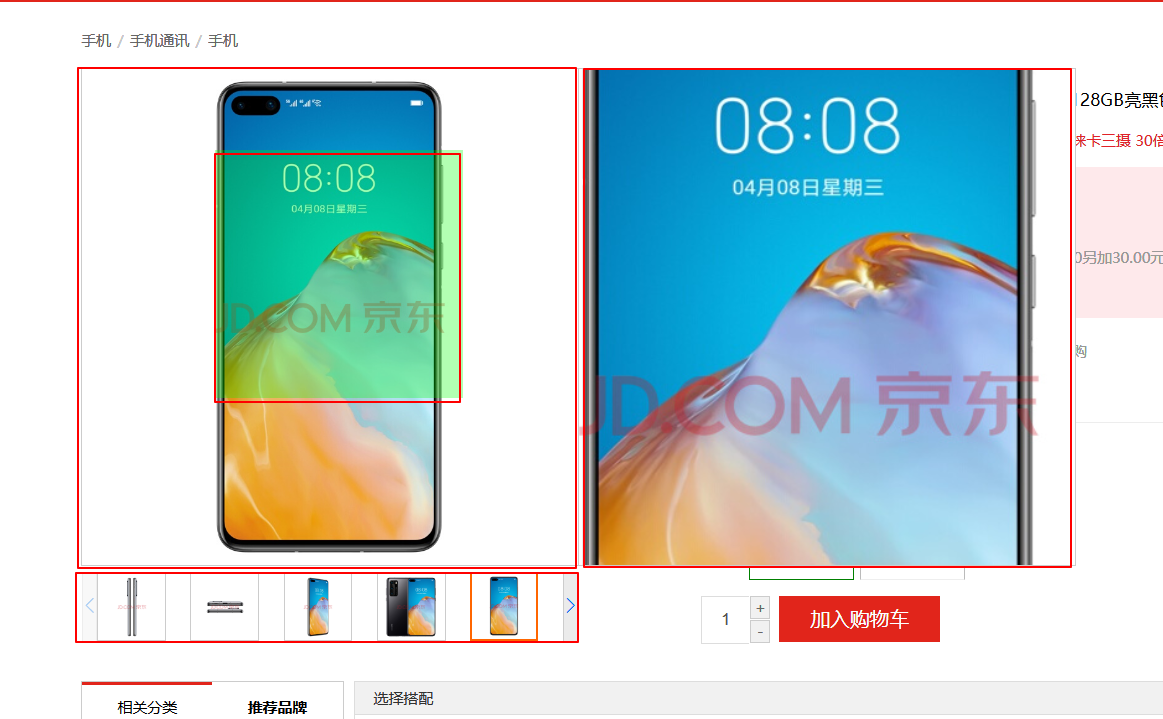 手机 / 手机通讯 / 手机
08:08
04月08日星期三
JD.COM 京东
08:08
04月08日星期三
JD.COM 京东
28GB亮黑
徕卡三摄 30倍
0另加30.00元
购
1
+
-
加入购物车
相关分类
推荐品牌
选择搭配